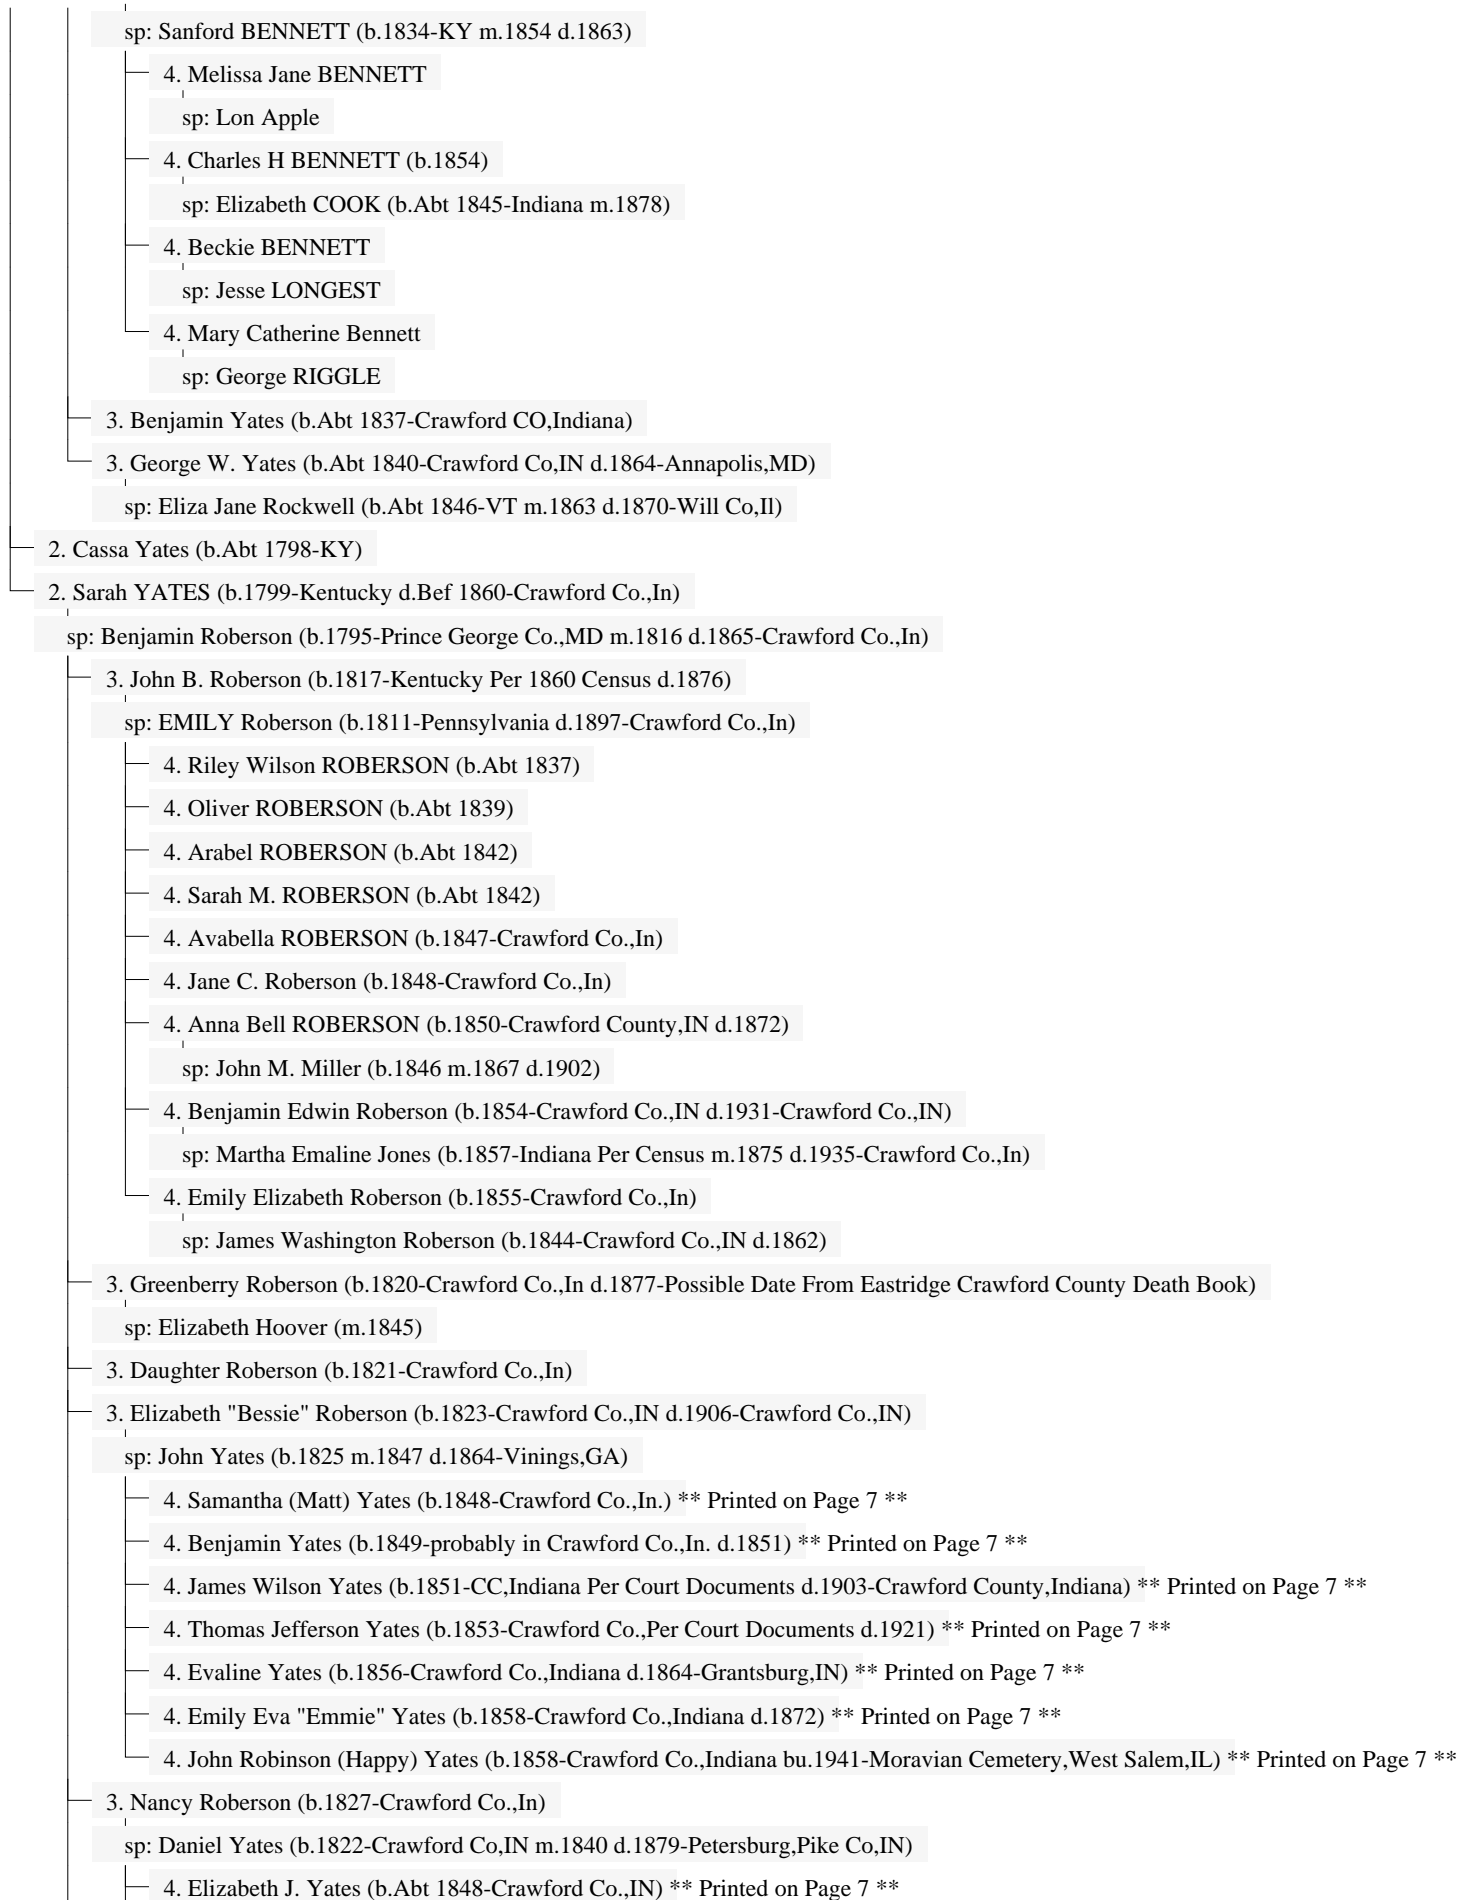 sp: Sanford BENNETT (b.1834-KY m.1854 d.1863)
4. Melissa Jane BENNETT
sp: Lon Apple
4. Charles H BENNETT (b.1854)
sp: Elizabeth COOK (b.Abt 1845-Indiana m.1878)
4. Beckie BENNETT
sp: Jesse LONGEST
4. Mary Catherine Bennett
sp: George RIGGLE
3. Benjamin Yates (b.Abt 1837-Crawford CO,Indiana)
3. George W. Yates (b.Abt 1840-Crawford Co,IN d.1864-Annapolis,MD)
sp: Eliza Jane Rockwell (b.Abt 1846-VT m.1863 d.1870-Will Co,Il)
2. Cassa Yates (b.Abt 1798-KY)
2. Sarah YATES (b.1799-Kentucky d.Bef 1860-Crawford Co.,In)
sp: Benjamin Roberson (b.1795-Prince George Co.,MD m.1816 d.1865-Crawford Co.,In)
3. John B. Roberson (b.1817-Kentucky Per 1860 Census d.1876)
sp: EMILY Roberson (b.1811-Pennsylvania d.1897-Crawford Co.,In)
4. Riley Wilson ROBERSON (b.Abt 1837)
4. Oliver ROBERSON (b.Abt 1839)
4. Arabel ROBERSON (b.Abt 1842)
4. Sarah M. ROBERSON (b.Abt 1842)
4. Avabella ROBERSON (b.1847-Crawford Co.,In)
4. Jane C. Roberson (b.1848-Crawford Co.,In)
4. Anna Bell ROBERSON (b.1850-Crawford County,IN d.1872)
sp: John M. Miller (b.1846 m.1867 d.1902)
4. Benjamin Edwin Roberson (b.1854-Crawford Co.,IN d.1931-Crawford Co.,IN)
sp: Martha Emaline Jones (b.1857-Indiana Per Census m.1875 d.1935-Crawford Co.,In)
4. Emily Elizabeth Roberson (b.1855-Crawford Co.,In)
sp: James Washington Roberson (b.1844-Crawford Co.,IN d.1862)
3. Greenberry Roberson (b.1820-Crawford Co.,In d.1877-Possible Date From Eastridge Crawford County Death Book)
sp: Elizabeth Hoover (m.1845)
3. Daughter Roberson (b.1821-Crawford Co.,In)
3. Elizabeth "Bessie" Roberson (b.1823-Crawford Co.,IN d.1906-Crawford Co.,IN)
sp: John Yates (b.1825 m.1847 d.1864-Vinings,GA)
4. Samantha (Matt) Yates (b.1848-Crawford Co.,In.) ** Printed on Page 7 **
4. Benjamin Yates (b.1849-probably in Crawford Co.,In. d.1851) ** Printed on Page 7 **
4. James Wilson Yates (b.1851-CC,Indiana Per Court Documents d.1903-Crawford County,Indiana) ** Printed on Page 7 **
4. Thomas Jefferson Yates (b.1853-Crawford Co.,Per Court Documents d.1921) ** Printed on Page 7 **
4. Evaline Yates (b.1856-Crawford Co.,Indiana d.1864-Grantsburg,IN) ** Printed on Page 7 **
4. Emily Eva "Emmie" Yates (b.1858-Crawford Co.,Indiana d.1872) ** Printed on Page 7 **
4. John Robinson (Happy) Yates (b.1858-Crawford Co.,Indiana bu.1941-Moravian Cemetery,West Salem,IL) ** Printed on Page 7 **
3. Nancy Roberson (b.1827-Crawford Co.,In)
sp: Daniel Yates (b.1822-Crawford Co,IN m.1840 d.1879-Petersburg,Pike Co,IN)
4. Elizabeth J. Yates (b.Abt 1848-Crawford Co.,IN) ** Printed on Page 7 **